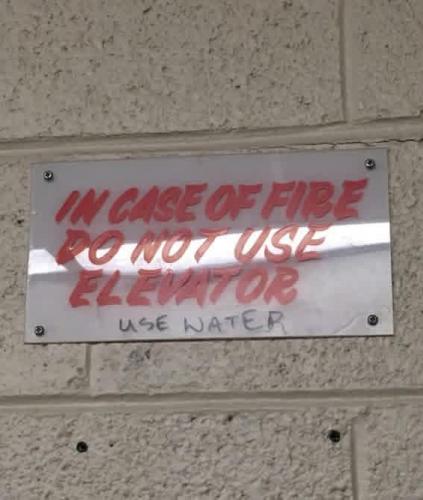 IN CASE OF FIRE
DO NOT USE
ELEVATOR
USE WATER